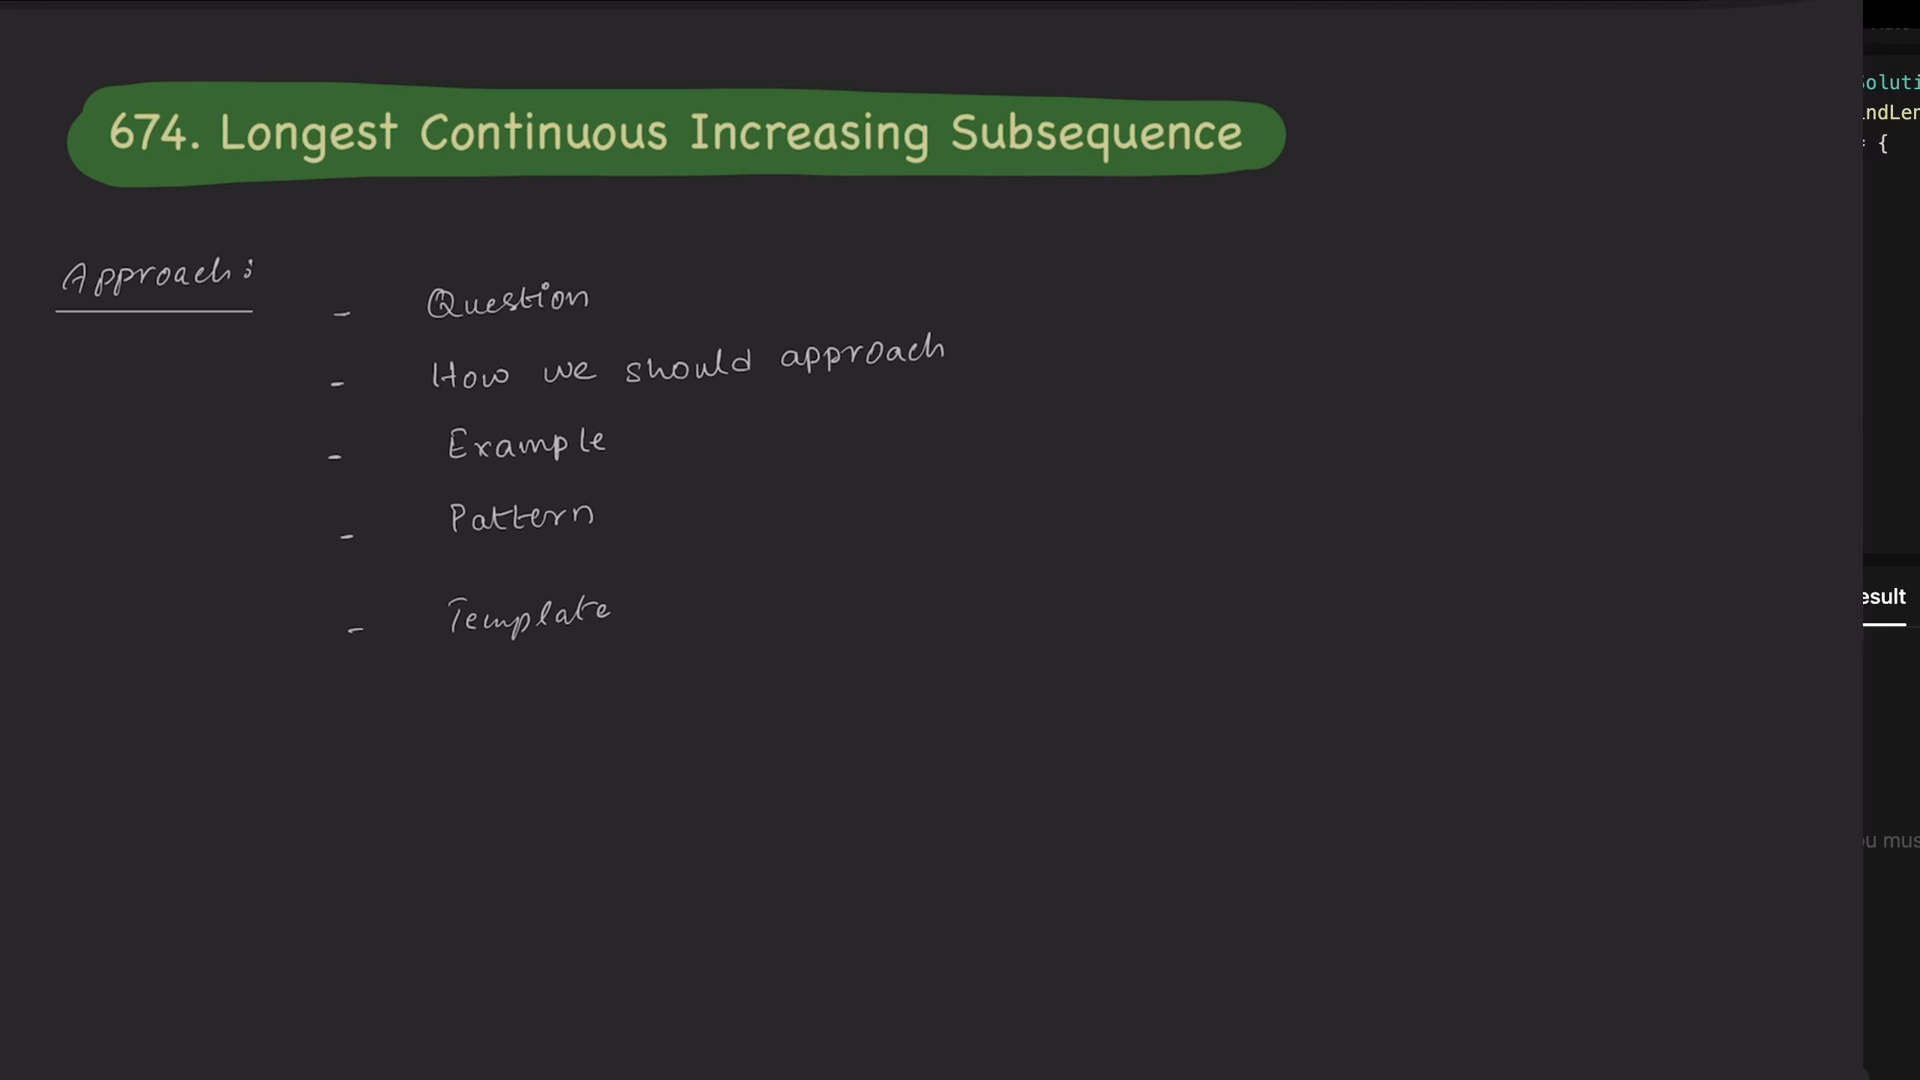 674. Longest Continuous Increasing Subsequence
Approach:
- Question
- How we should approach
- Example
- Pattern
- Template
{